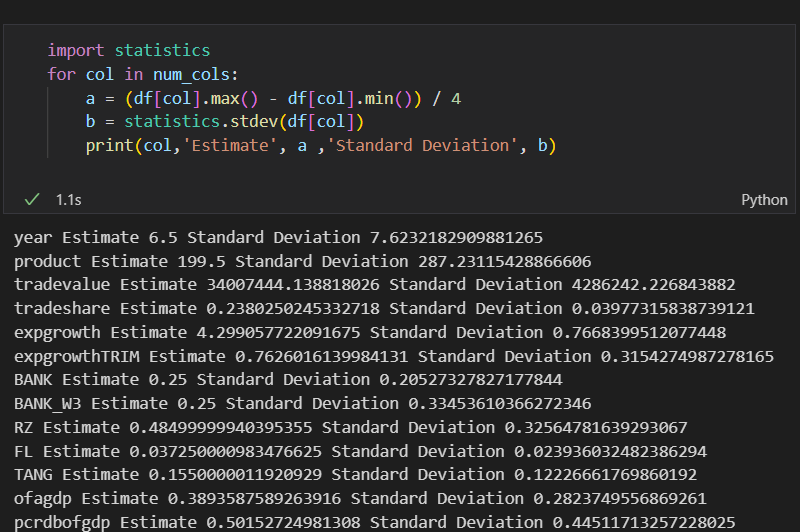 import statistics
for col in num_cols:
    a = (df[col].max() - df[col].min()) / 4
    b = statistics.stdev(df[col])
    print(col,'Estimate', a ,'Standard Deviation', b)
1.1s Python
year Estimate 6.5 Standard Deviation 7.6232182909881265
product Estimate 199.5 Standard Deviation 287.23115428866606
tradevalue Estimate 34007444.138818026 Standard Deviation 4286242.226843882
tradeshare Estimate 0.2380250245332718 Standard Deviation 0.03977315838739121
expgrowth Estimate 4.299057722091675 Standard Deviation 0.7668399512077448
expgrowthTRIM Estimate 0.7626016139984131 Standard Deviation 0.3154274987278165
BANK Estimate 0.25 Standard Deviation 0.20527327827177844
BANK_W3 Estimate 0.25 Standard Deviation 0.33453610366272346
RZ Estimate 0.48499999940395355 Standard Deviation 0.32564781639293067
FL Estimate 0.037250000983476625 Standard Deviation 0.023936032482386294
TANG Estimate 0.1550000011920929 Standard Deviation 0.12226661769860192
ofagdp Estimate 0.3893587589263916 Standard Deviation 0.2823749556869261
pcrdbofgdp Estimate 0.50152724981308 Standard Deviation 0.44511713257228025